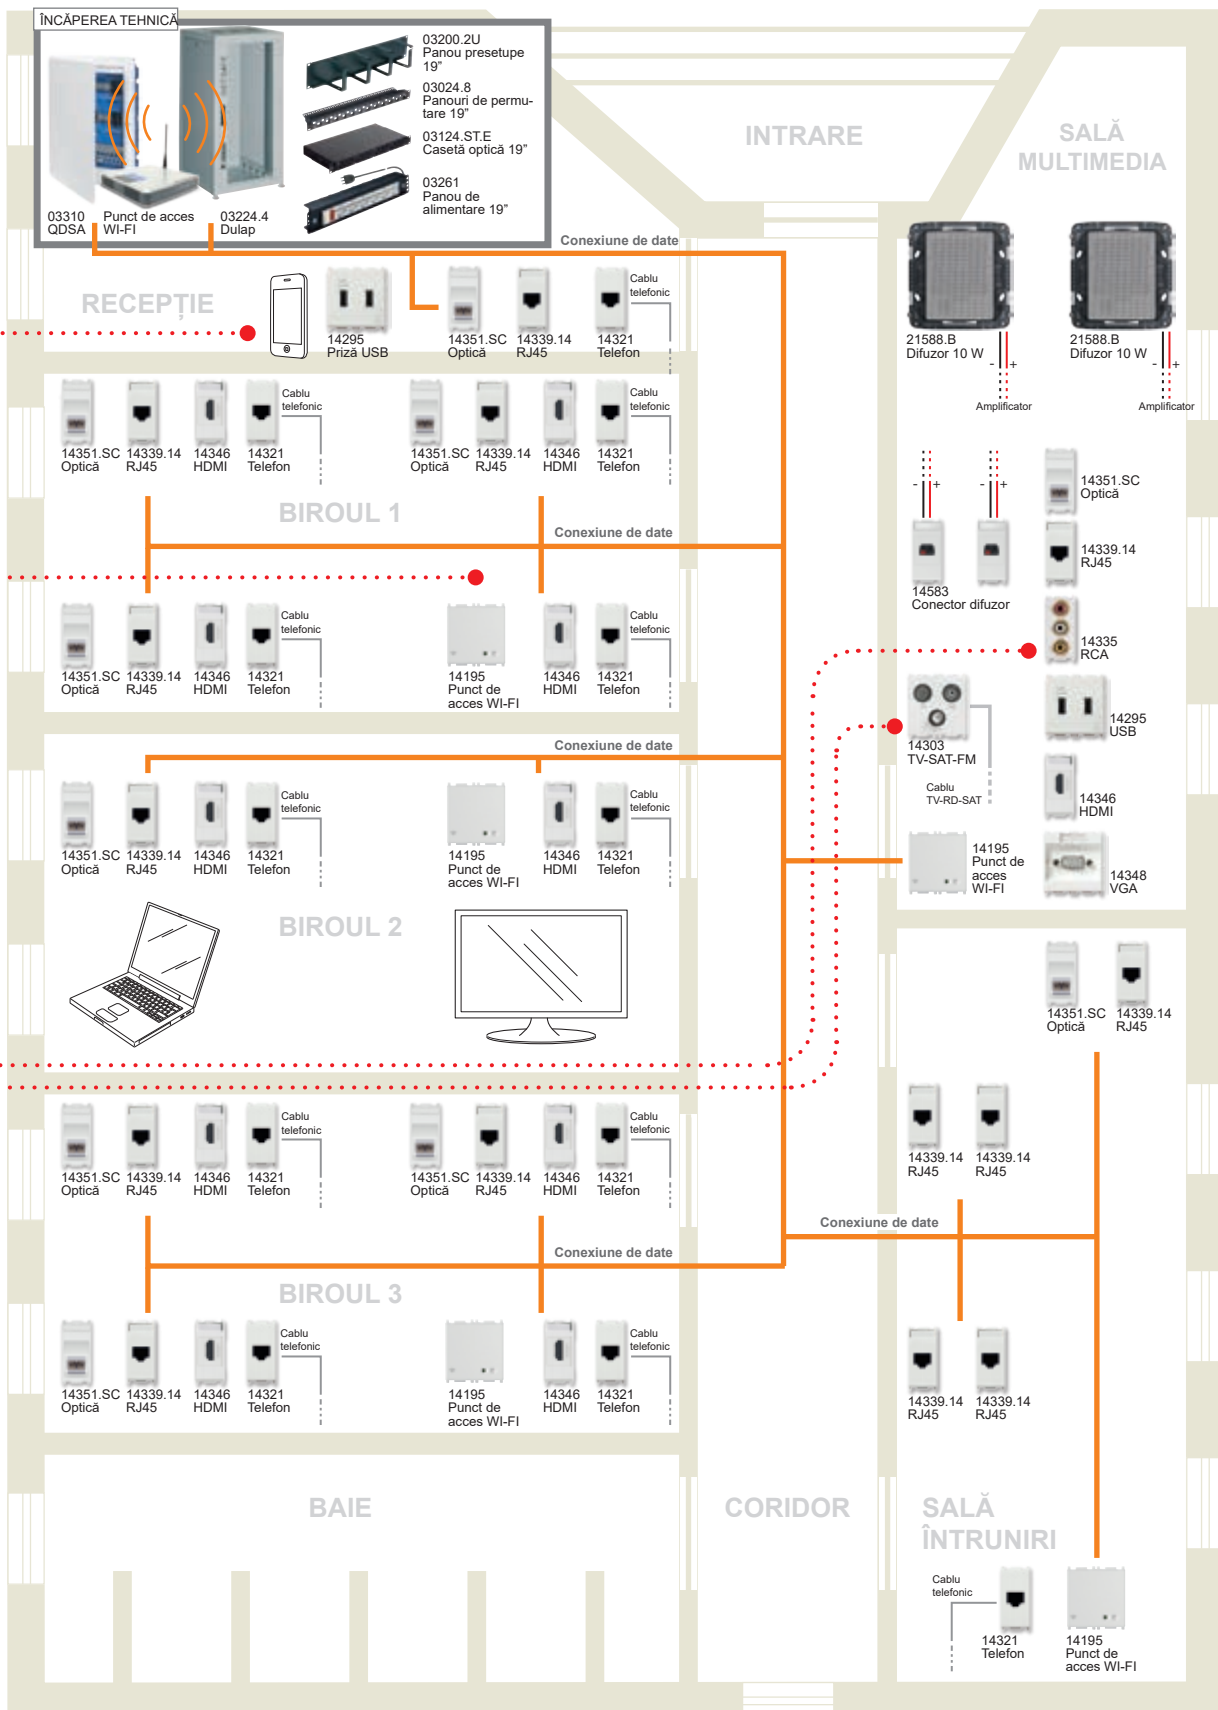 ÎNCĂPEREA TEHNICĂ
03200.2U
Panou presetupe
19"
03024.8
Panouri de permu-
tare 19"
03124.ST.E
Casetă optică 19"
03261
Panou de
alimentare 19"
03310
QDSA
Punct de acces
WI-FI
03224.4
Dulap
Conexiune de date
INTRARE
SALĂ
MULTIMEDIA
RECEPȚIE
14295
Priză USB
14351.SC
Optică
14339.14
RJ45
14321
Telefon
Cablu
telefonic
21588.B
Difuzor 10 W
- +
Amplificator
21588.B
Difuzor 10 W
- +
Amplificator
14351.SC
Optică
14339.14
RJ45
14346
HDMI
14321
Telefon
Cablu
telefonic
14351.SC
Optică
14339.14
RJ45
14346
HDMI
14321
Telefon
Cablu
telefonic
BIROUL 1
Conexiune de date
14351.SC
Optică
14339.14
RJ45
14346
HDMI
14321
Telefon
Cablu
telefonic
14195
Punct de
acces WI-FI
14346
HDMI
14321
Telefon
Cablu
telefonic
- +
- +
14583
Conector difuzor
14351.SC
Optică
14339.14
RJ45
14335
RCA
14295
USB
14303
TV-SAT-FM
Cablu
TV-RD-SAT
14346
HDMI
14195
Punct de
acces
WI-FI
14348
VGA
Conexiune de date
14351.SC
Optică
14339.14
RJ45
14346
HDMI
14321
Telefon
Cablu
telefonic
14195
Punct de
acces WI-FI
14346
HDMI
14321
Telefon
Cablu
telefonic
BIROUL 2
14351.SC
Optică
14339.14
RJ45
14339.14
RJ45
14339.14
RJ45
14351.SC
Optică
14339.14
RJ45
14346
HDMI
14321
Telefon
Cablu
telefonic
14351.SC
Optică
14339.14
RJ45
14346
HDMI
14321
Telefon
Cablu
telefonic
Conexiune de date
Conexiune de date
BIROUL 3
14351.SC
Optică
14339.14
RJ45
14346
HDMI
14321
Telefon
Cablu
telefonic
14195
Punct de
acces WI-FI
14346
HDMI
14321
Telefon
Cablu
telefonic
14339.14
RJ45
14339.14
RJ45
BAIE
CORIDOR
SALĂ
ÎNTRUNIRI
Cablu
telefonic
14321
Telefon
14195
Punct de
acces WI-FI